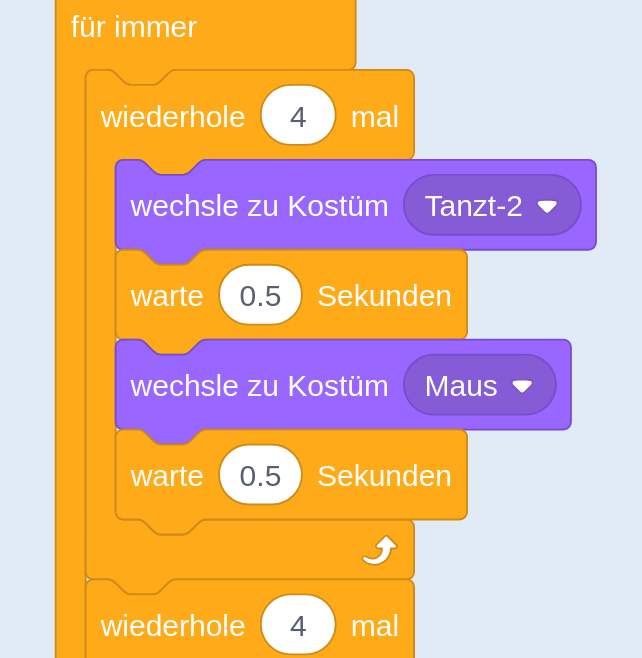 für immer
wiederhole 4 mal
wechsle zu Kostüm Tanzt-2
warte 0.5 Sekunden
wechsle zu Kostüm Maus
warte 0.5 Sekunden
wiederhole 4 mal